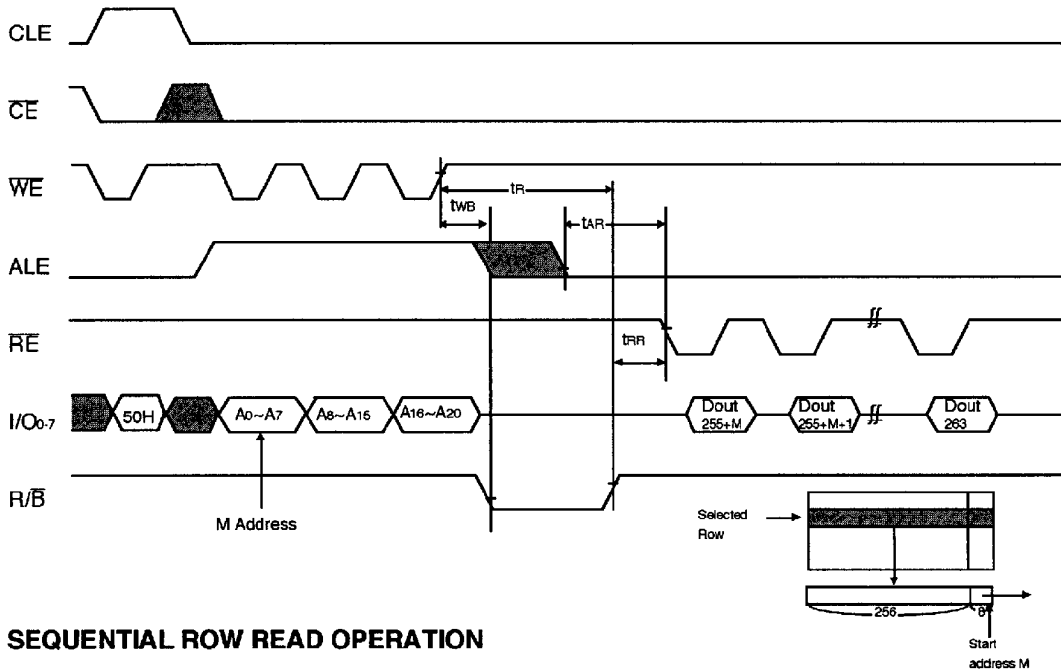 CLE
CE
WE
tR
tWB
tAR
ALE
RE
tRR
I/O0-7
50H
A0~A7
A8~A15
A16~A20
Dout
255+M
Dout
255+M+1
Dout
263
R/B
M Address
Selected
Row
256
8
Start
address M
SEQUENTIAL ROW READ OPERATION